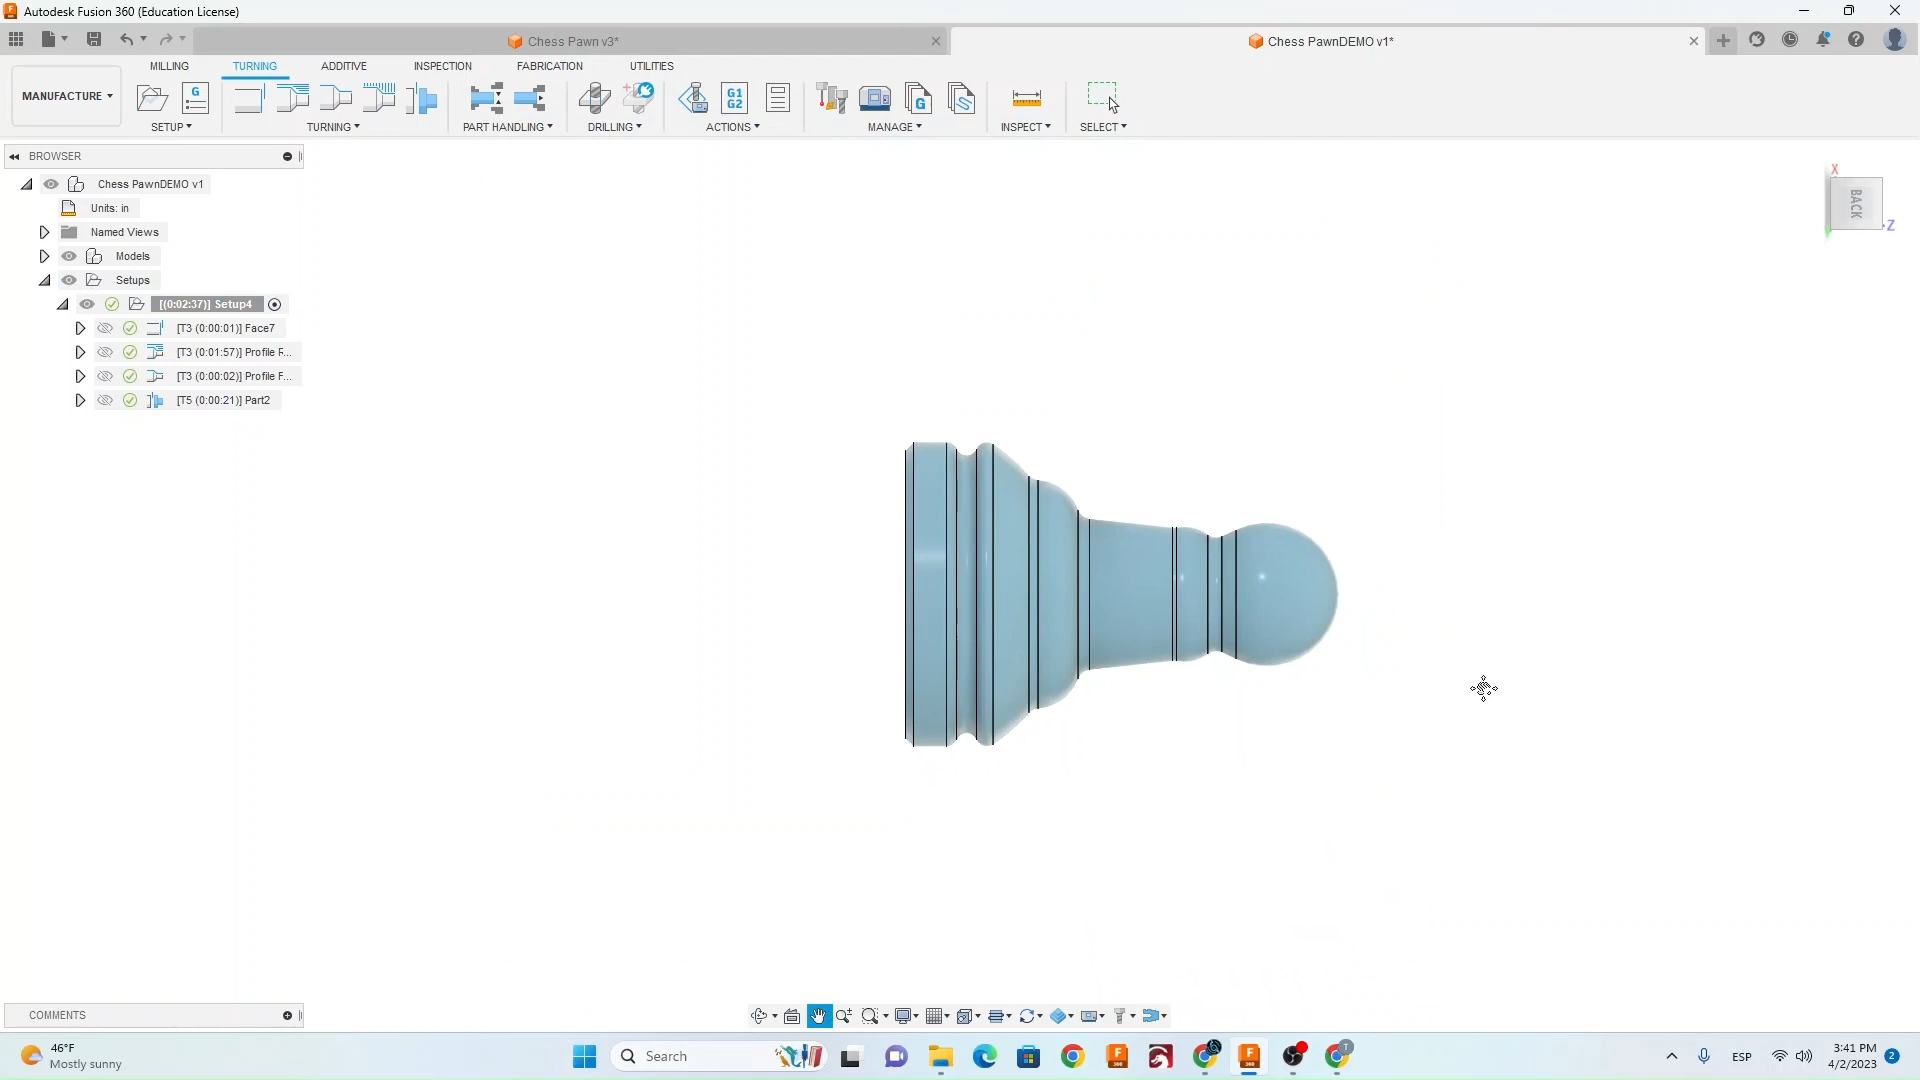 Autodesk Fusion 360 (Education License)
Chess Pawn v3*
Chess PawnDEMO v1*
MANUFACTURE
MILLING
TURNING
ADDITIVE
INSPECTION
FABRICATION
UTILITIES
G
G1
G2
G
SETUP
TURNING
PART HANDLING
DRILLING
ACTIONS
MANAGE
INSPECT
SELECT
BROWSER
Chess PawnDEMO v1
Units: in
Named Views
Models
Setups
[(0:02:37)] Setup4
[T3 (0:00:01)] Face7
[T3 (0:01:57)] Profile R...
[T3 (0:00:02)] Profile F...
[T5 (0:00:21)] Part2
X
BACK
Z
COMMENTS
46°F
Mostly sunny
Search
ESP
3:41 PM
4/2/2023
2